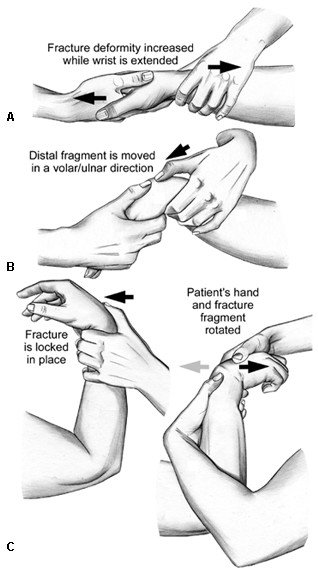 Fracture deformity increased
while wrist is extended
A
Distal fragment is moved
in a volar/ulnar direction
B
Fracture
is locked
in place
Patient's hand
and fracture
fragment
rotated
C